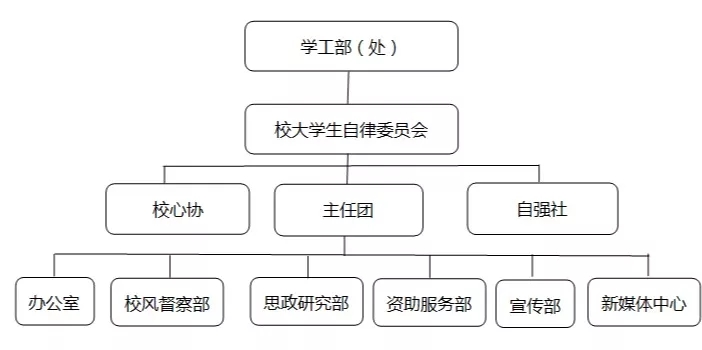 学工部（处）
校大学生自律委员会
校心协
主任团
自强社
办公室
校风督察部
思政研究部
资助服务部
宣传部
新媒体中心